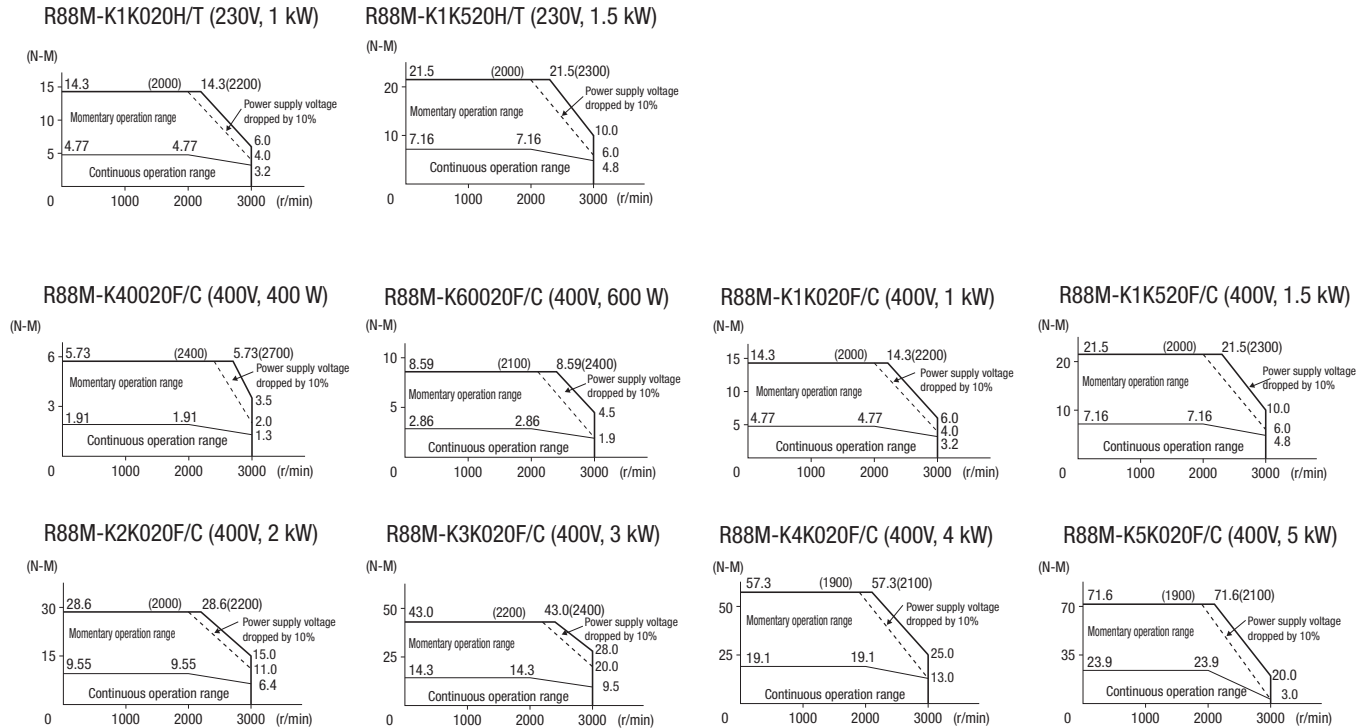 R88M-K1K020H/T (230V, 1 kW)
(N-M)
15
10
5
0
14.3
(2000)
14.3(2200)
Power supply voltage
dropped by 10%
Momentary operation range
6.0
4.77
4.77
4.0
3.2
Continuous operation range
1000
2000
3000
(r/min)
R88M-K1K520H/T (230V, 1.5 kW)
(N-M)
20
10
0
21.5
(2000)
21.5(2300)
Power supply voltage
dropped by 10%
Momentary operation range
10.0
7.16
7.16
6.0
4.8
Continuous operation range
1000
2000
3000
(r/min)
R88M-K40020F/C (400V, 400 W)
(N-M)
6
3
0
5.73
(2400)
5.73(2700)
Power supply voltage
dropped by 10%
Momentary operation range
3.5
1.91
1.91
2.0
1.3
Continuous operation range
1000
2000
3000
(r/min)
R88M-K60020F/C (400V, 600 W)
(N-M)
10
5
0
8.59
(2100)
8.59(2400)
Power supply voltage
dropped by 10%
Momentary operation range
4.5
2.86
2.86
1.9
Continuous operation range
1000
2000
3000
(r/min)
R88M-K1K020F/C (400V, 1 kW)
(N-M)
15
10
5
0
14.3
(2000)
14.3(2200)
Power supply voltage
dropped by 10%
Momentary operation range
6.0
4.77
4.77
4.0
3.2
Continuous operation range
1000
2000
3000
(r/min)
R88M-K1K520F/C (400V, 1.5 kW)
(N-M)
20
10
0
21.5
(2000)
21.5(2300)
Power supply voltage
dropped by 10%
Momentary operation range
10.0
7.16
7.16
6.0
4.8
Continuous operation range
1000
2000
3000
(r/min)
R88M-K2K020F/C (400V, 2 kW)
(N-M)
30
15
0
28.6
(2000)
28.6(2200)
Power supply voltage
dropped by 10%
Momentary operation range
15.0
9.55
9.55
11.0
6.4
Continuous operation range
1000
2000
3000
(r/min)
R88M-K3K020F/C (400V, 3 kW)
(N-M)
50
25
0
43.0
(2200)
43.0(2400)
Power supply voltage
dropped by 10%
Momentary operation range
28.0
14.3
14.3
20.0
9.5
Continuous operation range
1000
2000
3000
(r/min)
R88M-K4K020F/C (400V, 4 kW)
(N-M)
50
25
0
57.3
(1900)
57.3(2100)
Power supply voltage
dropped by 10%
Momentary operation range
25.0
19.1
19.1
13.0
Continuous operation range
1000
2000
3000
(r/min)
R88M-K5K020F/C (400V, 5 kW)
(N-M)
70
35
0
71.6
(1900)
71.6(2100)
Power supply voltage
dropped by 10%
Momentary operation range
20.0
23.9
23.9
3.0
Continuous operation range
1000
2000
3000
(r/min)